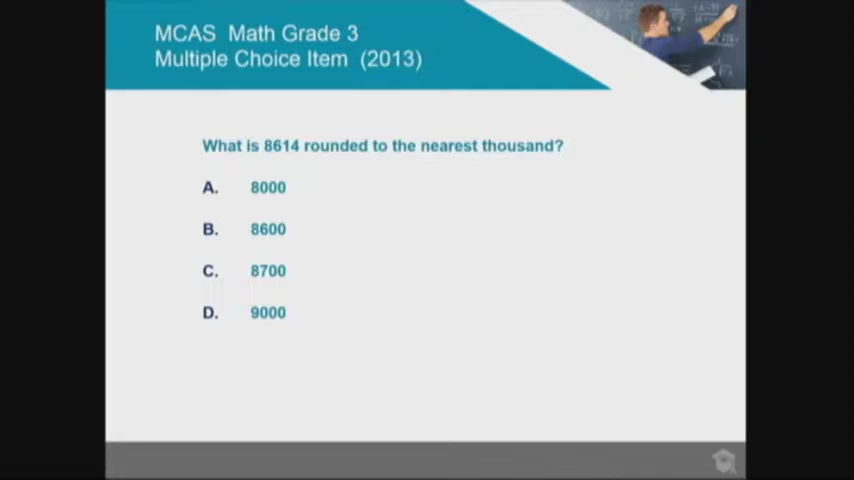 MCAS Math Grade 3
Multiple Choice Item (2013)
What is 8614 rounded to the nearest thousand?
A. 8000
B. 8600
C. 8700
D. 9000